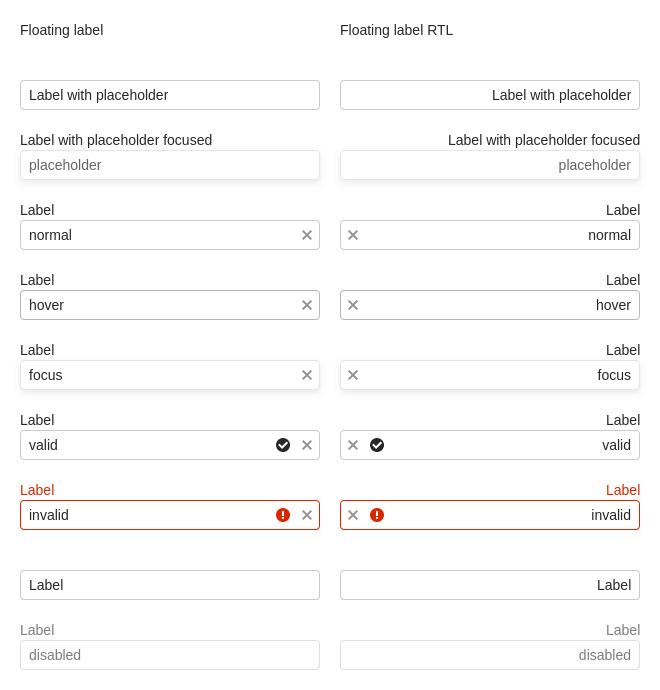 Floating label
Floating label RTL
Label with placeholder
Label with placeholder
Label with placeholder focused
Label with placeholder focused
placeholder
placeholder
Label
Label
normal
normal
Label
Label
hover
hover
Label
Label
focus
focus
Label
Label
valid
valid
Label
Label
invalid
invalid
Label
Label
Label
Label
disabled
disabled